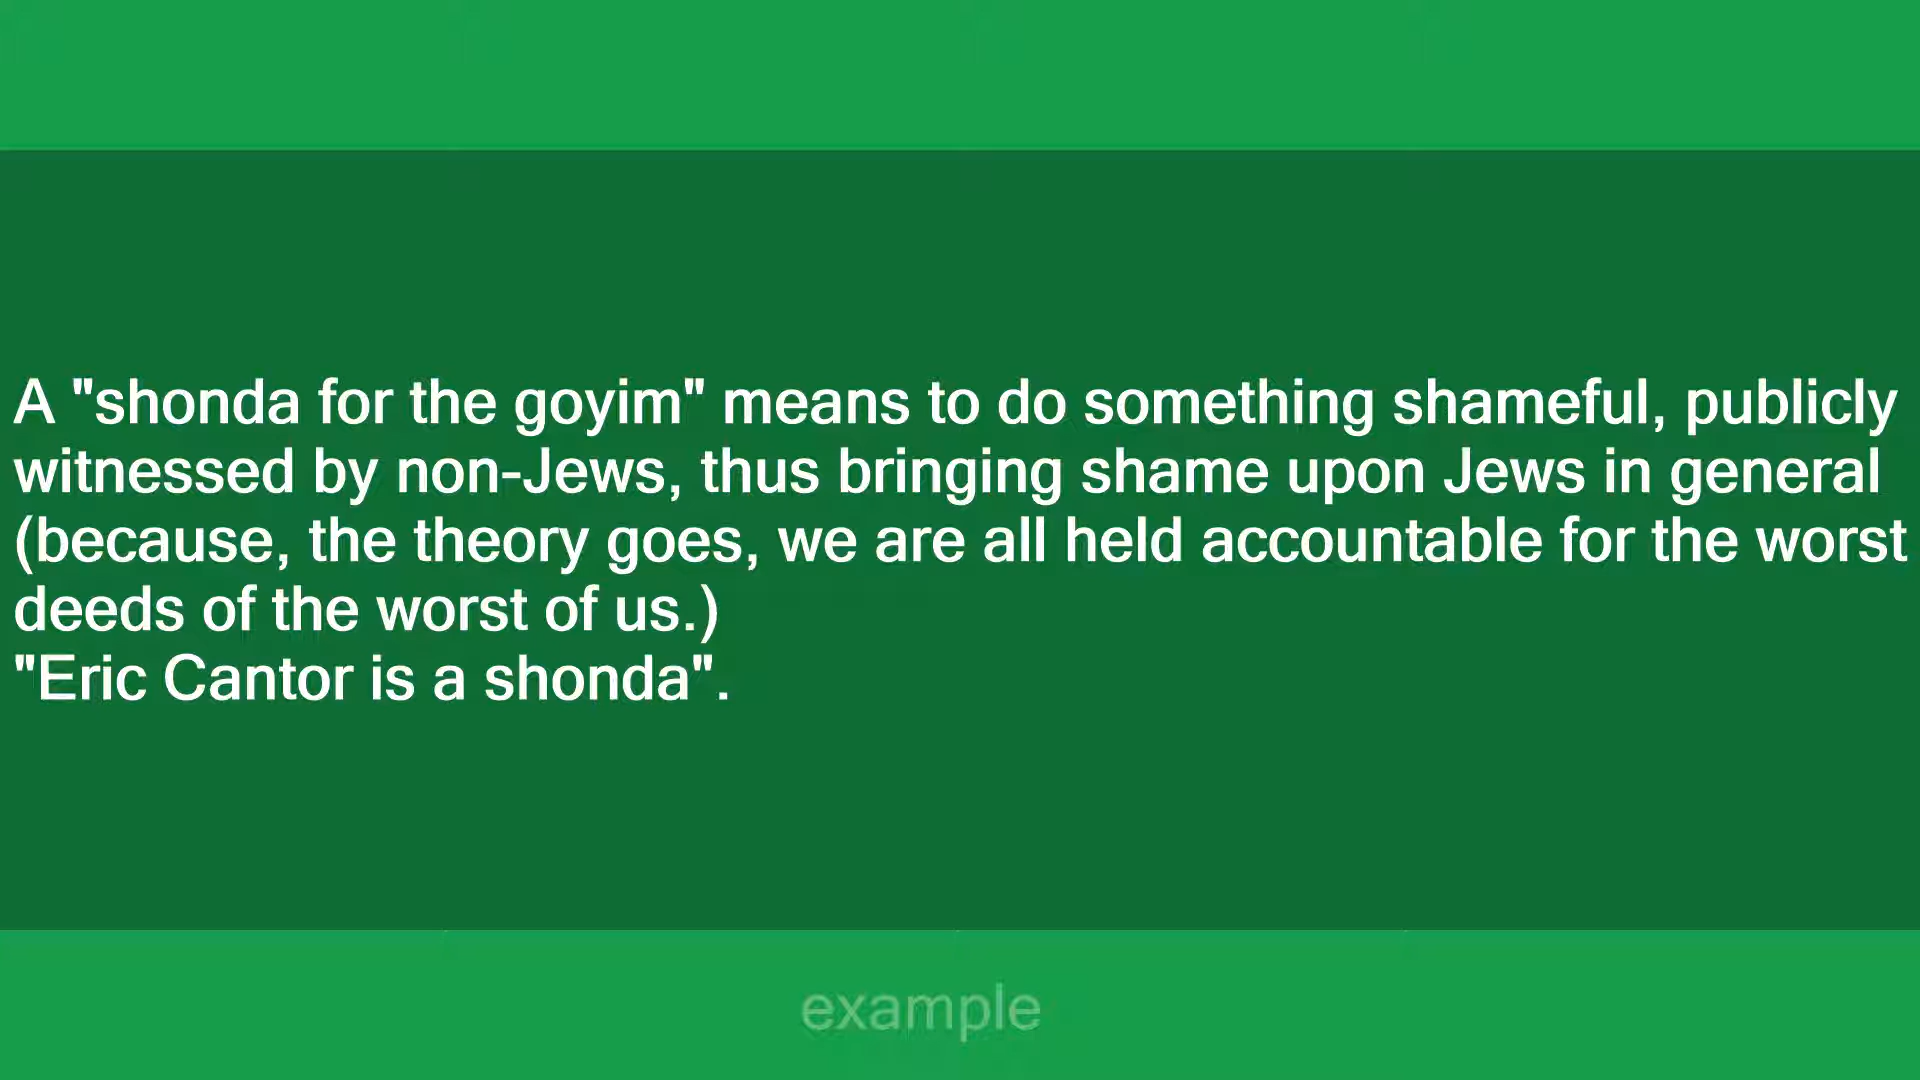 A "shonda for the goyim" means to do something shameful, publicly
witnessed by non-Jews, thus bringing shame upon Jews in general
(because, the theory goes, we are all held accountable for the worst
deeds of the worst of us.)
"Eric Cantor is a shonda".
example